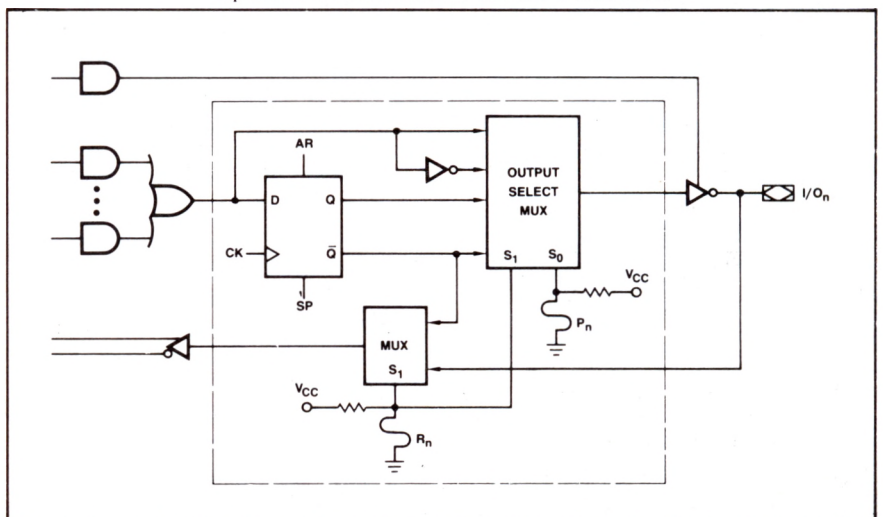 AR
D
Q
CK
Q̅
SP
OUTPUT
SELECT
MUX
S1
S0
I/On
VCC
Pn
MUX
S1
VCC
Rn